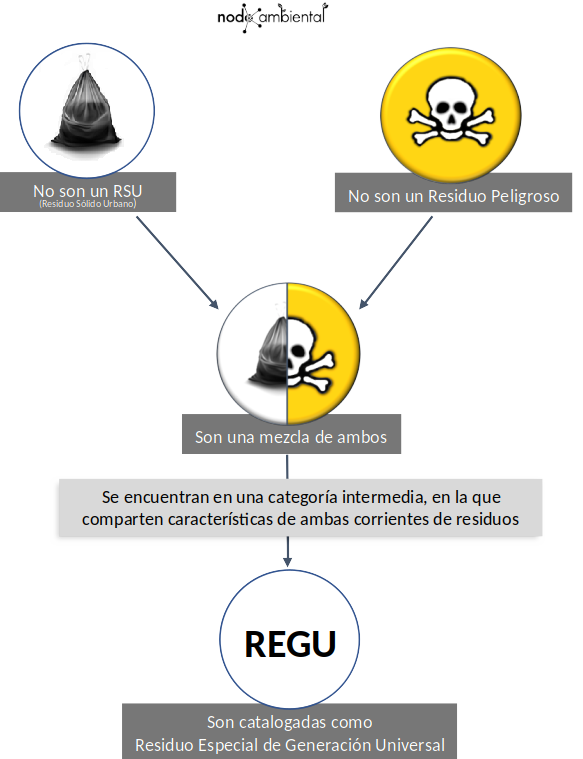 nodo ambiental
No son un RSU
(Residuo Sólido Urbano)
No son un Residuo Peligroso
Son una mezcla de ambos
Se encuentran en una categoría intermedia, en la que
comparten características de ambas corrientes de residuos
REGU
Son catalogadas como
Residuo Especial de Generación Universal